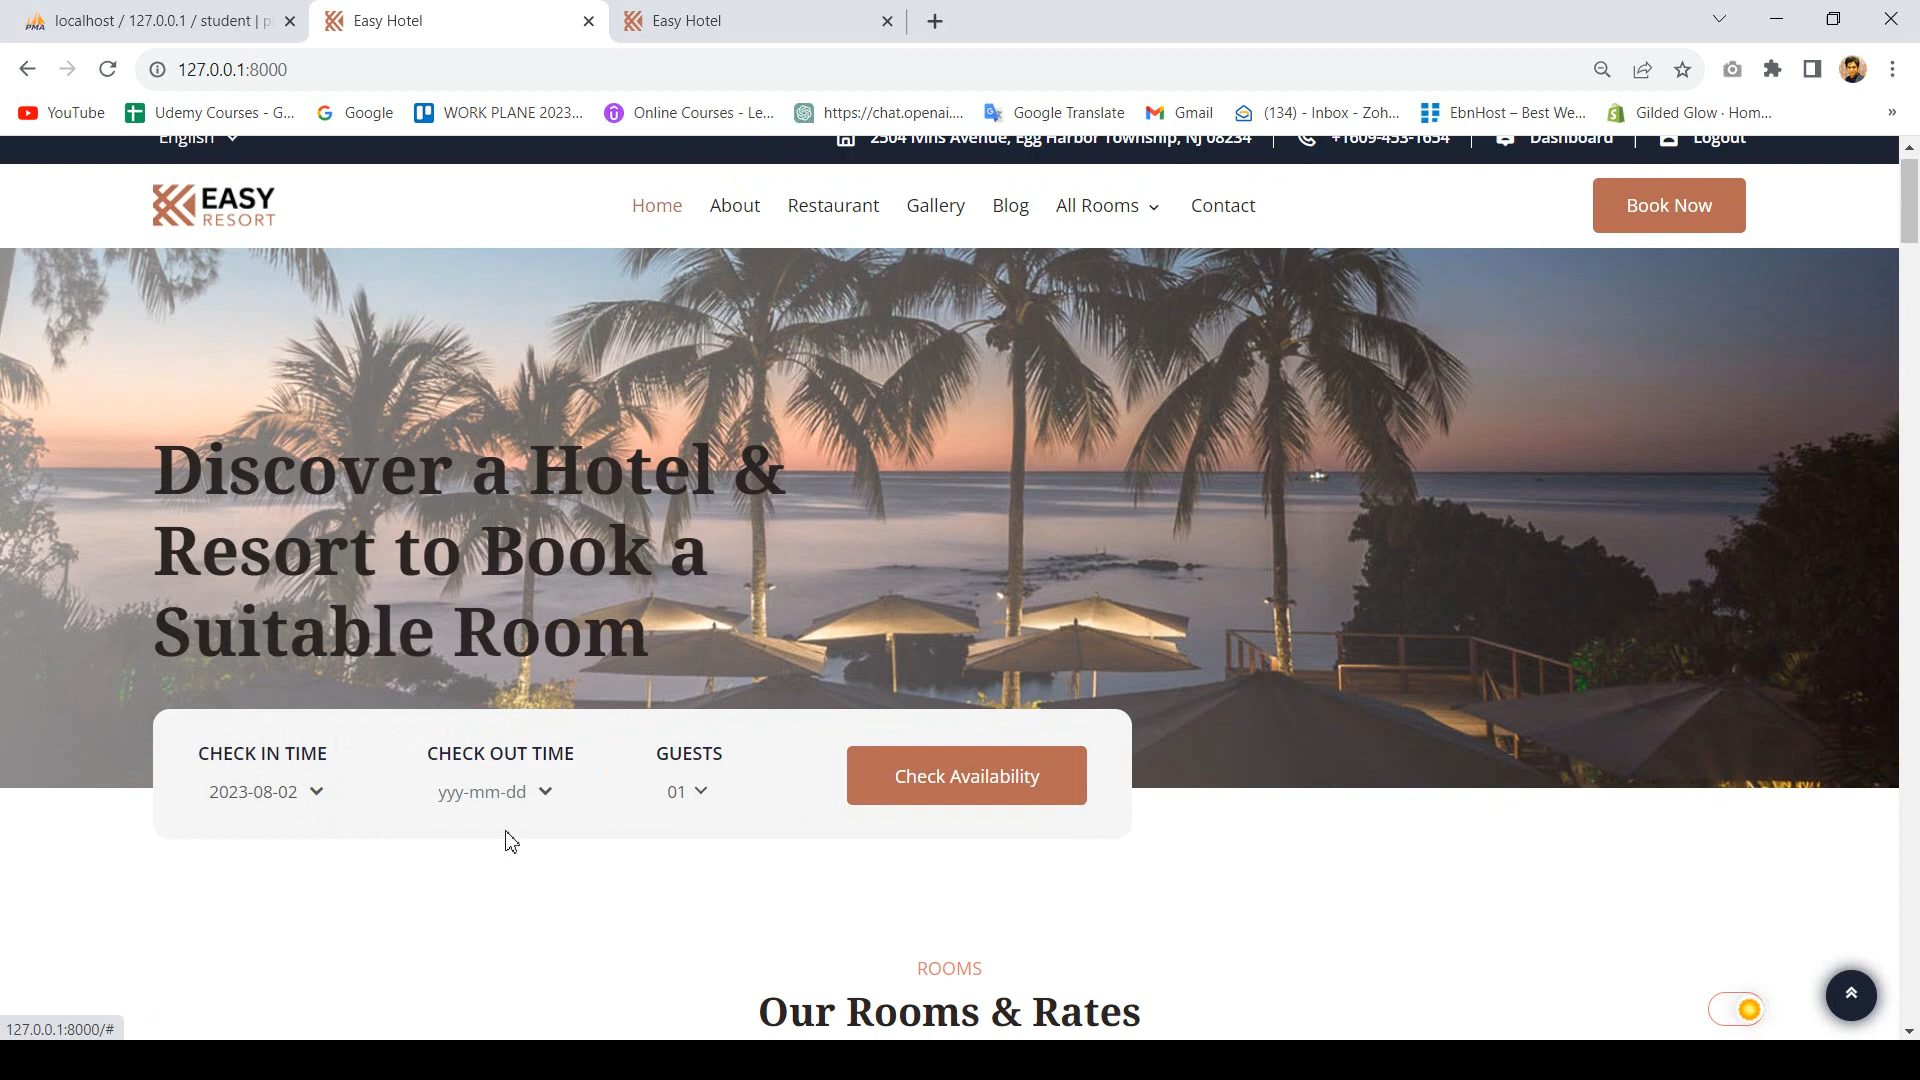 localhost / 127.0.0.1 / student | p
Easy Hotel
Easy Hotel
127.0.0.1:8000
YouTube
Udemy Courses - G...
Google
WORK PLANE 2023...
Online Courses - Le...
https://chat.openai....
Google Translate
Gmail
(134) - Inbox - Zoh...
EbnHost – Best We...
Gilded Glow · Hom...
»
English
2504 Ivins Avenue, Egg Harbor Township, NJ 08234
+1609-433-1654
Dashboard
Logout
EASY
RESORT
Home
About
Restaurant
Gallery
Blog
All Rooms
Contact
Book Now
Discover a Hotel &
Resort to Book a
Suitable Room
CHECK IN TIME
CHECK OUT TIME
GUESTS
2023-08-02
yyy-mm-dd
01
Check Availability
ROOMS
Our Rooms & Rates
127.0.0.1:8000/#